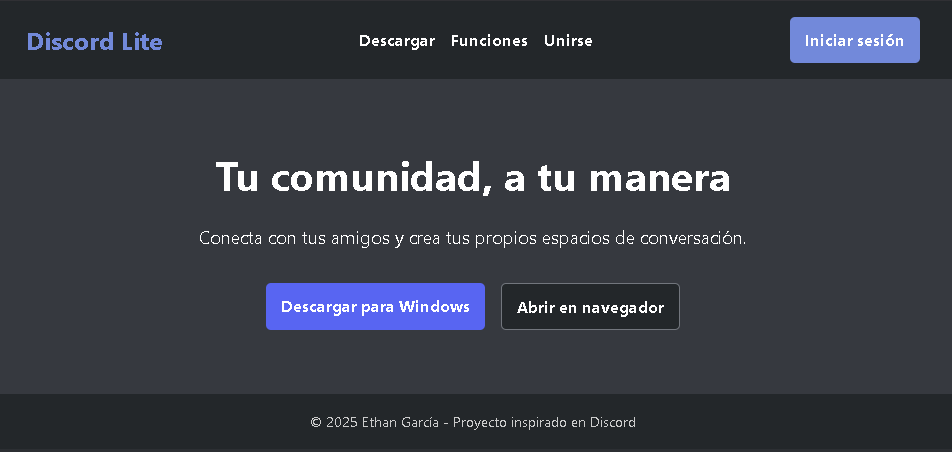 Discord Lite
Descargar Funciones Unirse
Iniciar sesión
Tu comunidad, a tu manera
Conecta con tus amigos y crea tus propios espacios de conversación.
Descargar para Windows
Abrir en navegador
© 2025 Ethan García - Proyecto inspirado en Discord